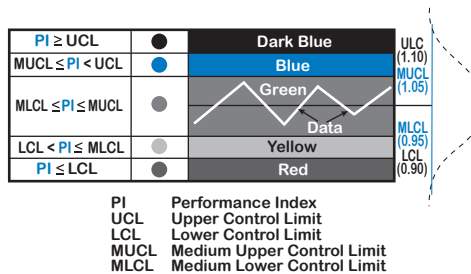 PI ≥ UCL Dark Blue ULC
(1.10)
MUCL ≤ PI < UCL Blue MUCL
(1.05)
MLCL ≤ PI ≤ MUCL Green
Data MLCL
(0.95)
LCL < PI ≤ MLCL Yellow LCL
(0.90)
PI ≤ LCL Red
PI Performance Index
UCL Upper Control Limit
LCL Lower Control Limit
MUCL Medium Upper Control Limit
MLCL Medium Lower Control Limit